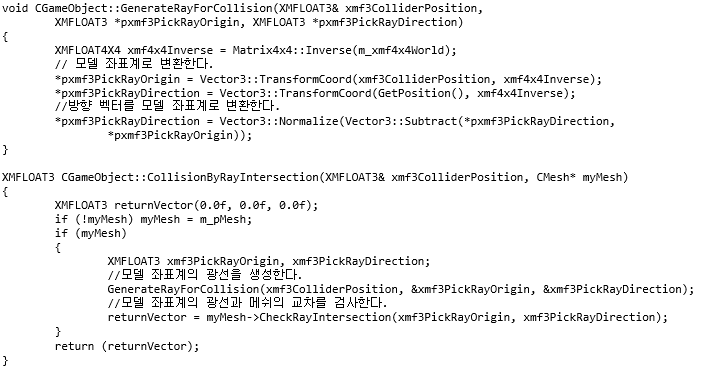 void CGameObject::GenerateRayForCollision(XMFLOAT3& xmf3ColliderPosition,
XMFLOAT3 *pxmf3PickRayOrigin, XMFLOAT3 *pxmf3PickRayDirection)
{
XMFLOAT4X4 xmf4x4Inverse = Matrix4x4::Inverse(m_xmf4x4World);
// 모델 좌표계로 변환한다.
*pxmf3PickRayOrigin = Vector3::TransformCoord(xmf3ColliderPosition, xmf4x4Inverse);
*pxmf3PickRayDirection = Vector3::TransformCoord(GetPosition(), xmf4x4Inverse);
//방향 벡터를 모델 좌표계로 변환한다.
*pxmf3PickRayDirection = Vector3::Normalize(Vector3::Subtract(*pxmf3PickRayDirection,
*pxmf3PickRayOrigin));
}
XMFLOAT3 CGameObject::CollisionByRayIntersection(XMFLOAT3& xmf3ColliderPosition, CMesh* myMesh)
{
XMFLOAT3 returnVector(0.0f, 0.0f, 0.0f);
if (!myMesh) myMesh = m_pMesh;
if (myMesh)
{
XMFLOAT3 xmf3PickRayOrigin, xmf3PickRayDirection;
//모델 좌표계의 광선을 생성한다.
GenerateRayForCollision(xmf3ColliderPosition, &xmf3PickRayOrigin, &xmf3PickRayDirection);
//모델 좌표계의 광선과 메쉬의 교차를 검사한다.
returnVector = myMesh->CheckRayIntersection(xmf3PickRayOrigin, xmf3PickRayDirection);
}
return (returnVector);
}